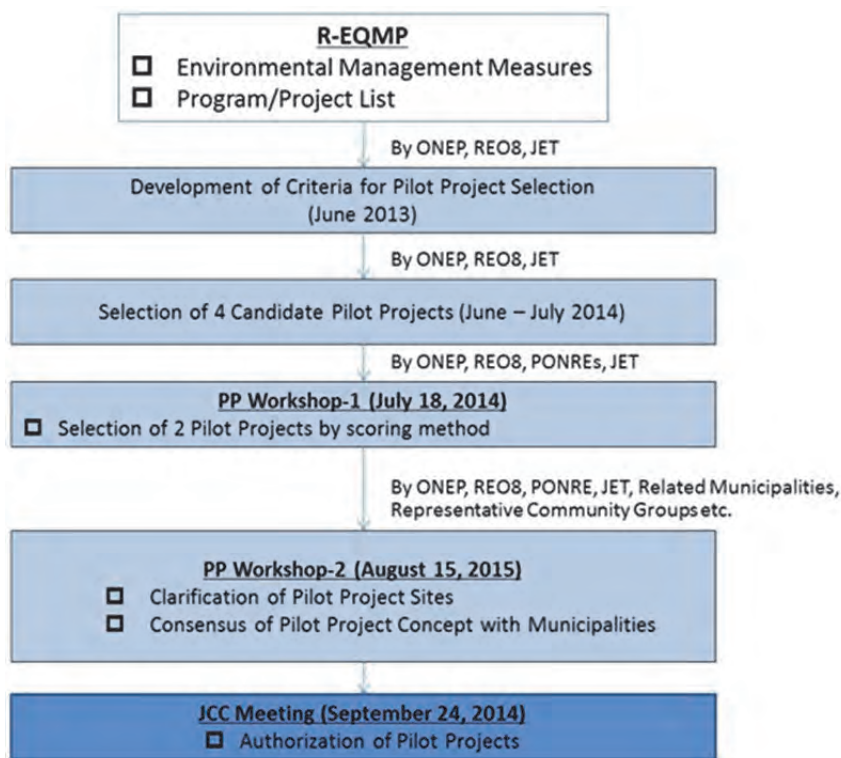 R-EQMP
☐ Environmental Management Measures
☐ Program/Project List
By ONEP, REO8, JET
Development of Criteria for Pilot Project Selection
(June 2013)
By ONEP, REO8, JET
Selection of 4 Candidate Pilot Projects (June – July 2014)
By ONEP, REO8, PONREs, JET
PP Workshop-1 (July 18, 2014)
☐ Selection of 2 Pilot Projects by scoring method
By ONEP, REO8, PONRE, JET, Related Municipalities,
Representative Community Groups etc.
PP Workshop-2 (August 15, 2015)
☐ Clarification of Pilot Project Sites
☐ Consensus of Pilot Project Concept with Municipalities
JCC Meeting (September 24, 2014)
☐ Authorization of Pilot Projects